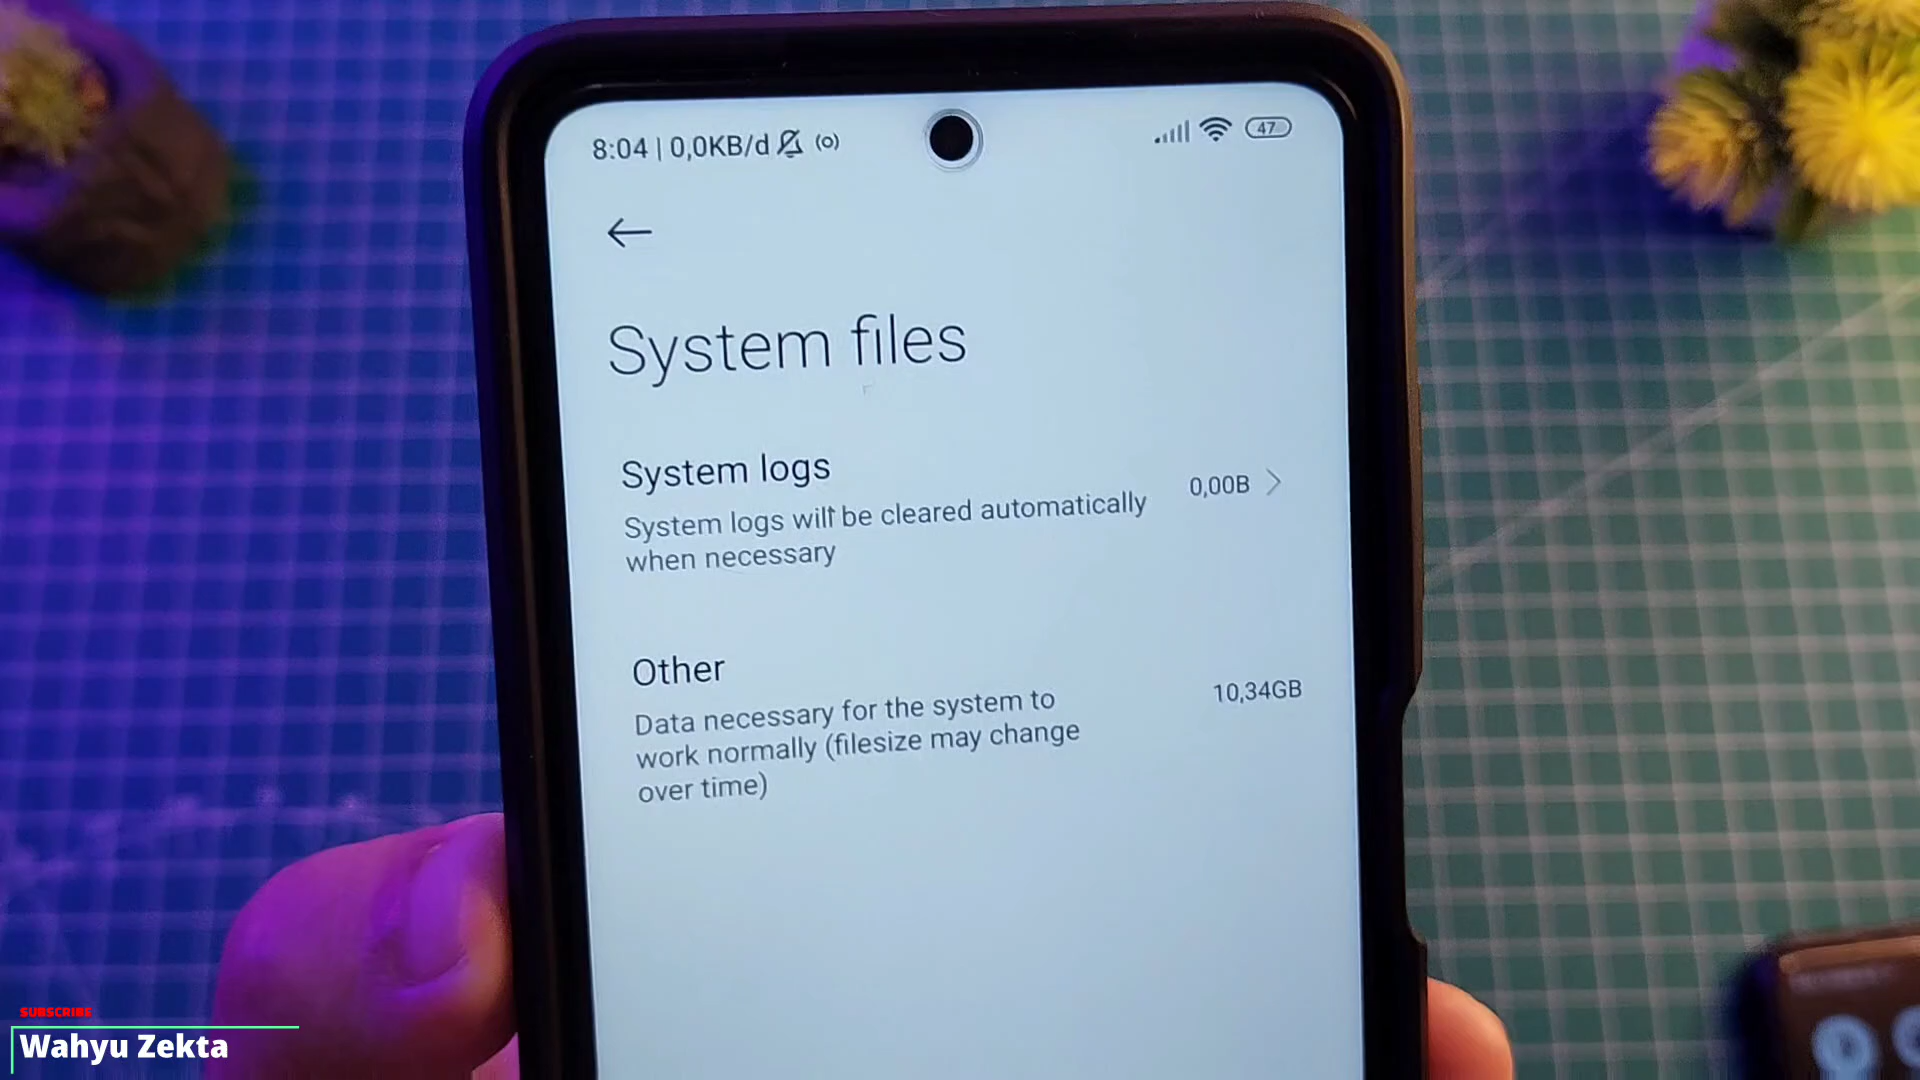 8:04 | 0,0KB/d
47
System files
System logs
0,00B
System logs will be cleared automatically
when necessary
Other
10,34GB
Data necessary for the system to
work normally (filesize may change
over time)
SUBSCRIBE
Wahyu Zekta